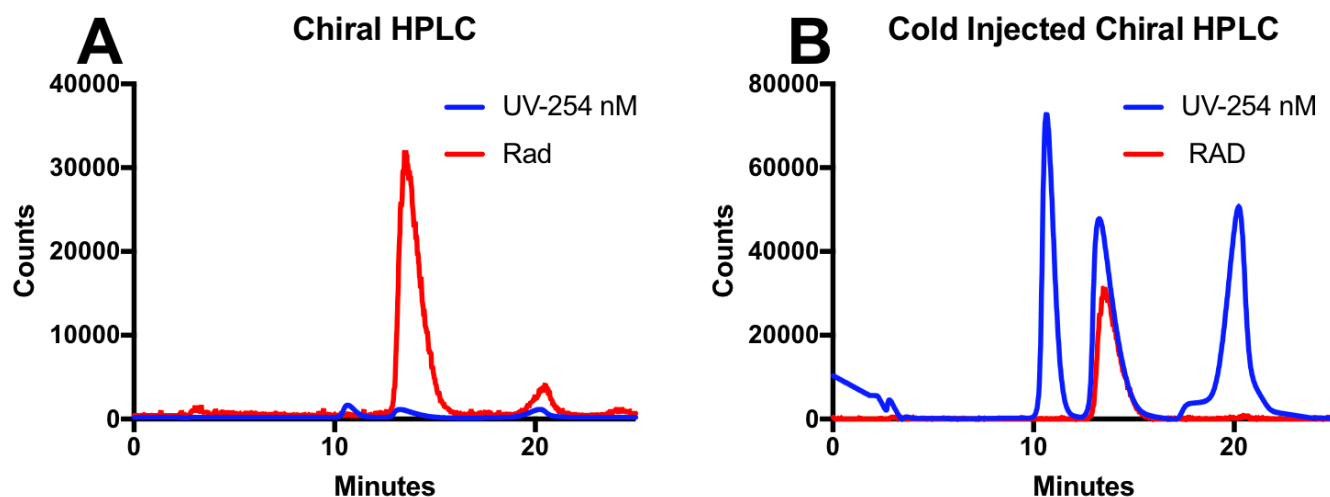 A
Chiral HPLC
40000
30000
20000
10000
0
Counts
UV-254 nM
Rad
0
10
20
Minutes
B
Cold Injected Chiral HPLC
80000
60000
40000
20000
0
Counts
UV-254 nM
RAD
0
10
20
Minutes